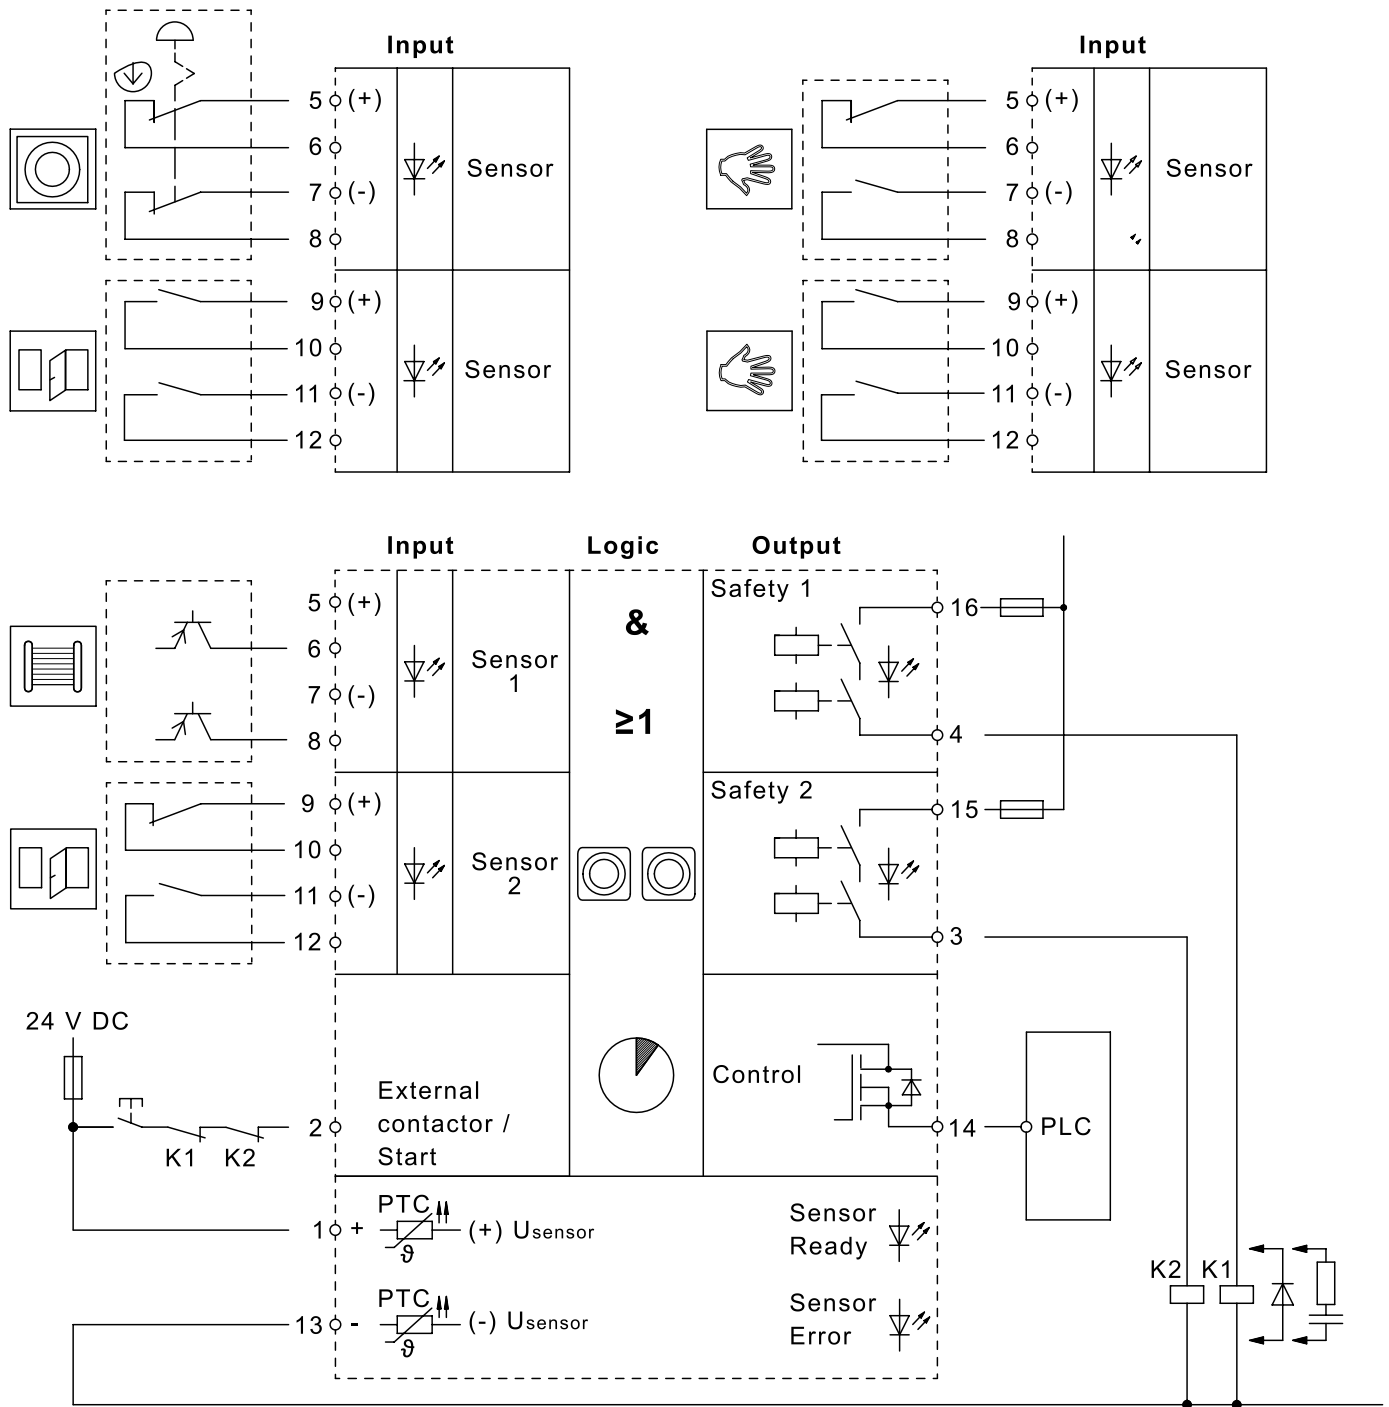 Input
5 (+)
6
7 (-)
8
Sensor
9 (+)
10
11 (-)
12
Sensor
Input
5 (+)
6
7 (-)
8
Sensor
9 (+)
10
11 (-)
12
Sensor
Input
Logic
Output
5 (+)
6
7 (-)
8
Sensor
1
9 (+)
10
11 (-)
12
Sensor
2
&
≥1
Safety 1
16
4
Safety 2
15
3
24 V DC
K1 K2
2
External
contactor /
Start
Control
14
PLC
1 +
PTC
ϑ
(+) Usensor
13 -
PTC
ϑ
(-) Usensor
Sensor
Ready
Sensor
Error
K2 K1